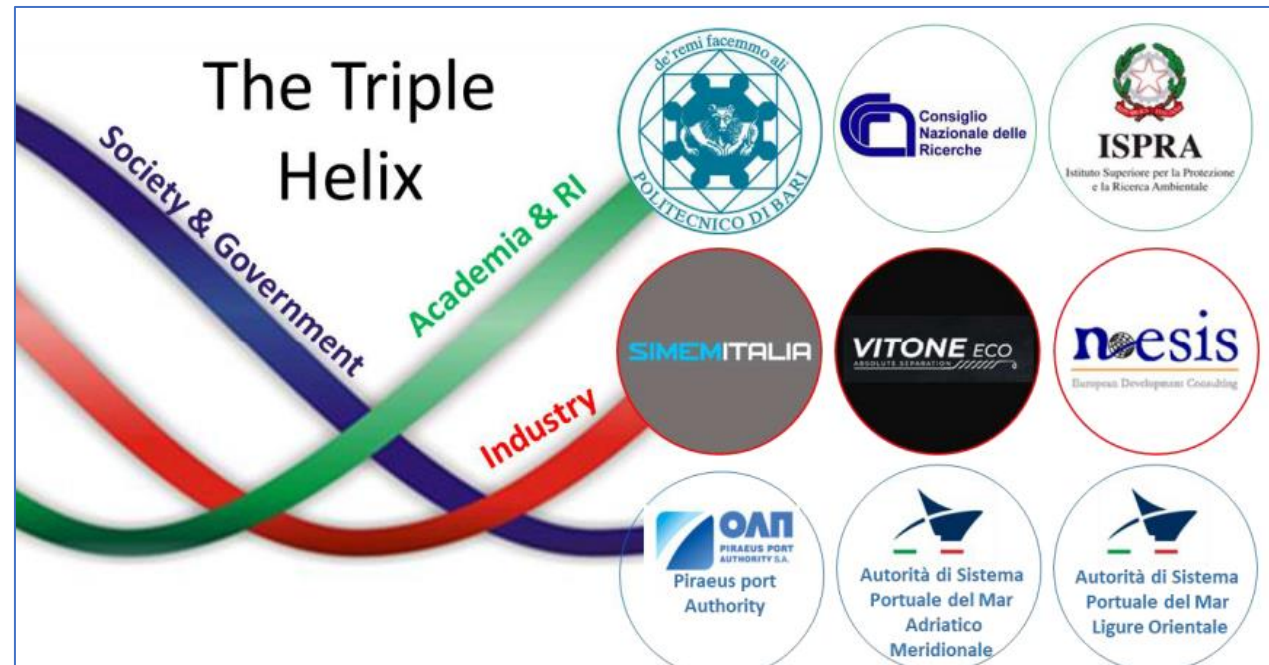 The Triple
Helix
Society & Government
Academia & RI
Industry
de'remi facemmo ali
POLITECNICO DI BARI
Consiglio
Nazionale delle
Ricerche
ISPRA
Istituto Superiore per la Protezione
e la Ricerca Ambientale
SIMEMITALIA
VITONE ECO
ABSOLUTE SEPARATION
noesis
European Development Consulting
ΟΛΠ
PIRAEUS PORT
AUTHORITY S.A.
Piraeus port
Authority
Autorità di Sistema
Portuale del Mar
Adriatico
Meridionale
Autorità di Sistema
Portuale del Mar
Ligure Orientale